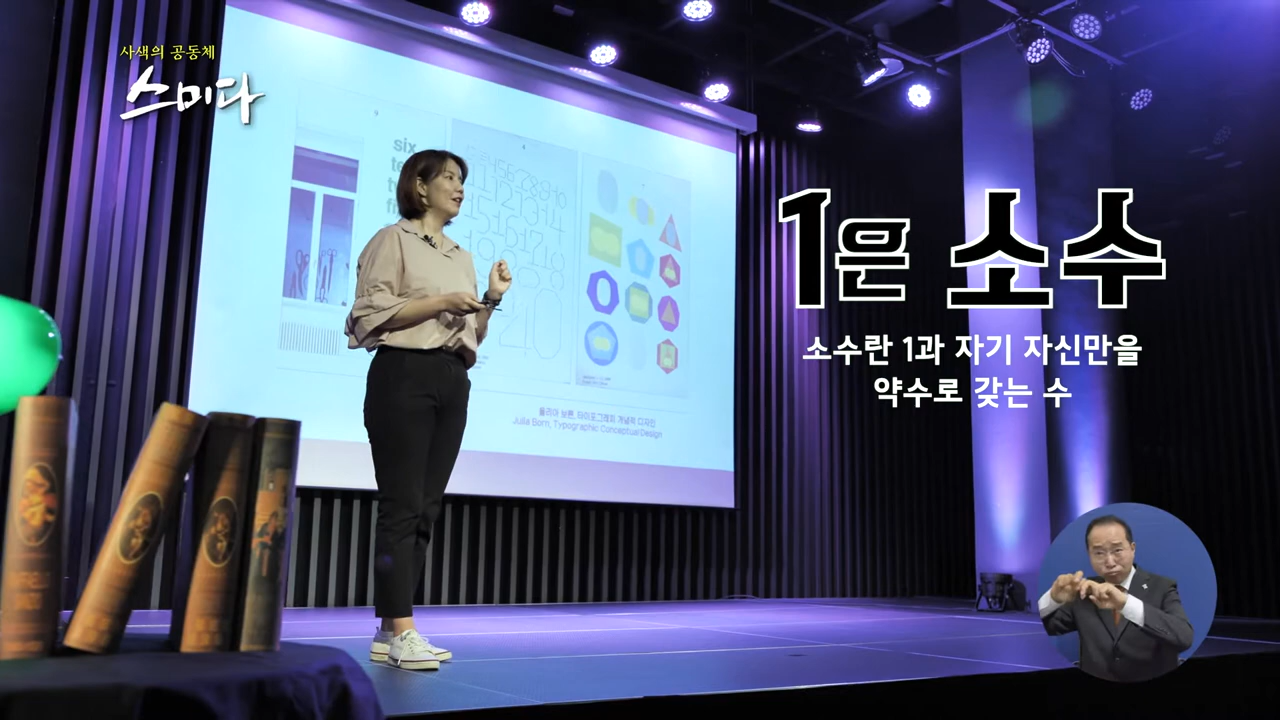 사색의 공동체
스미다
six
1은 소수
소수란 1과 자기 자신만을
약수로 갖는 수
율리아 보른, 타이포그래피 개념적 디자인
Julia Born, Typographic Conceptual Design